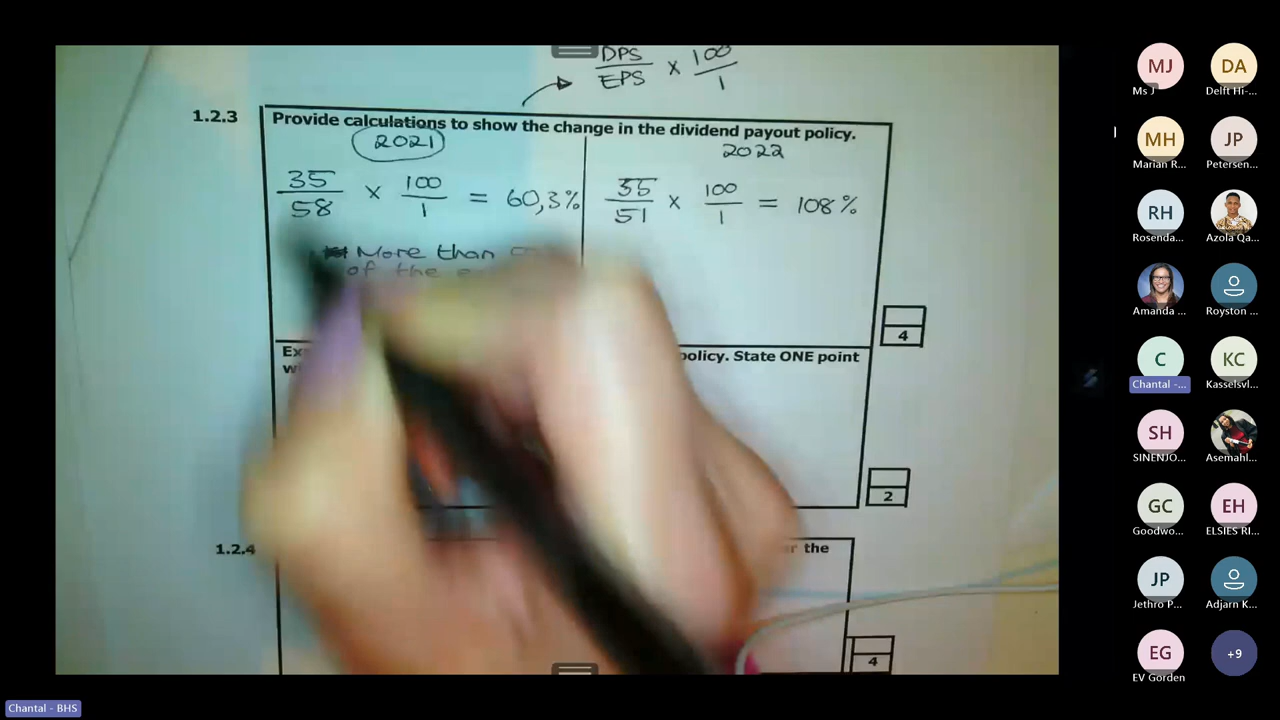 DPS
EPS × 100
1
1.2.3
Provide calculations to show the change in the dividend payout policy.
2021
2022
35
58 × 100
1 = 60,3%
55
51 × 100
1 = 108%
More than
of the
4
policy. State ONE point
2
1.2.4
the
4
MJ
Ms J
DA
Delft Hi-...
MH
Marian R...
JP
Petersen...
RH
Rosenda...
Azola Qa...
Amanda ...
Royston ...
C
Chantal -...
KC
Kasselsvl...
SH
SINENJO...
Asemahl...
GC
Goodwo...
EH
ELSIES RI...
JP
Jethro P...
Adjarn K...
EG
EV Gorden
+9
Chantal - BHS